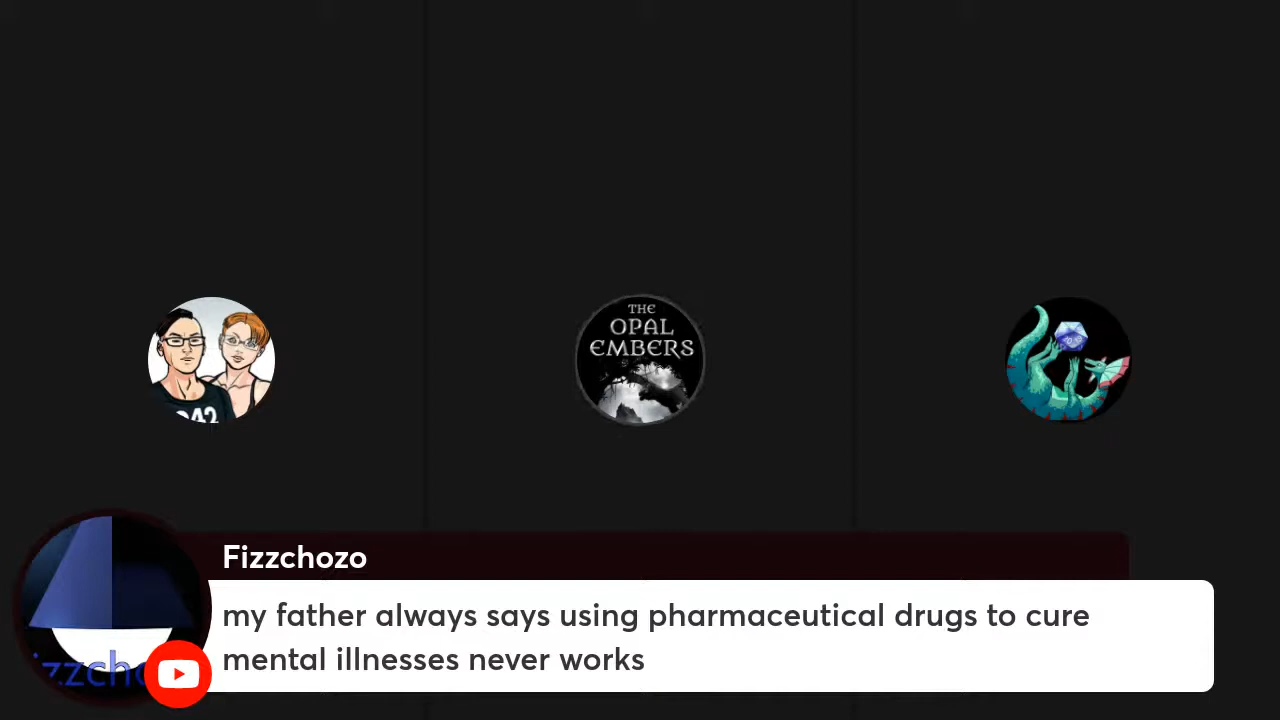 THE
OPAL
EMBERS
Fizzchozo
my father always says using pharmaceutical drugs to cure
mental illnesses never works